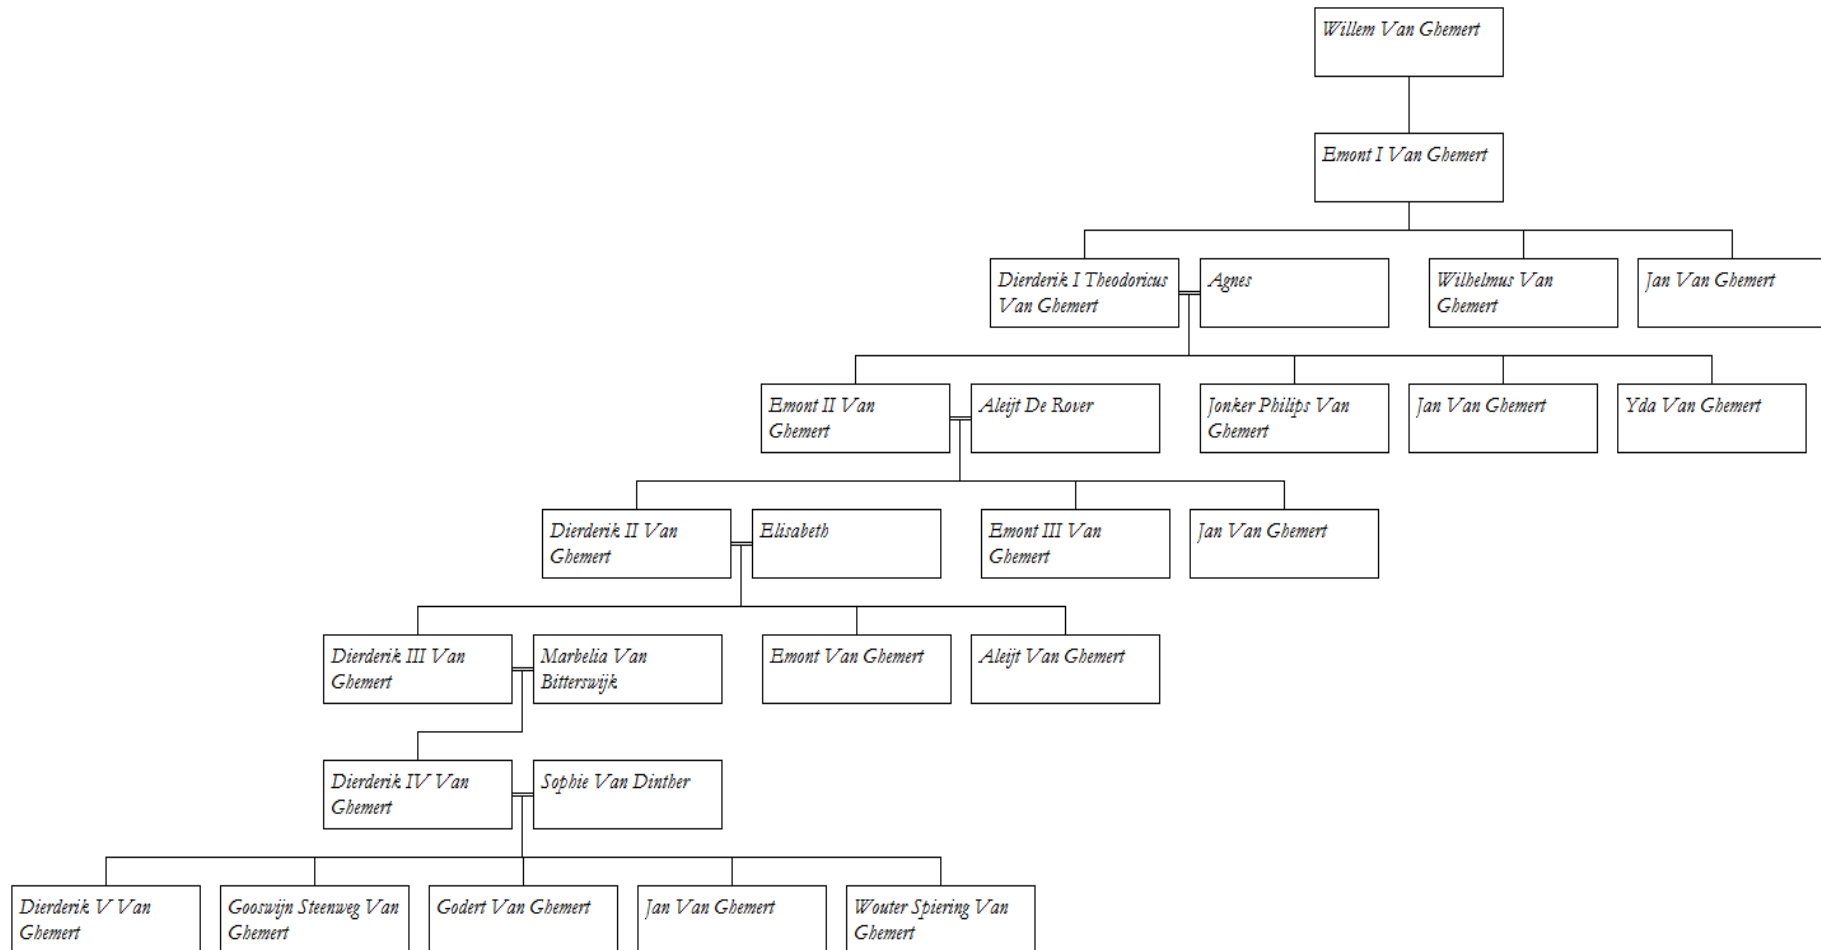 Willem Van Ghemert
Emont I Van Ghemert
Dierderik I Theodoricus
Van Ghemert
Agnes
Wilhelmus Van
Ghemert
Jan Van Ghemert
Emont II Van
Ghemert
Aleijt De Rover
Jonker Philips Van
Ghemert
Jan Van Ghemert
Yda Van Ghemert
Dierderik II Van
Ghemert
Elisabeth
Emont III Van
Ghemert
Jan Van Ghemert
Dierderik III Van
Ghemert
Marbelia Van
Bitterswijk
Emont Van Ghemert
Aleijt Van Ghemert
Dierderik IV Van
Ghemert
Sophie Van Dinther
Dierderik V Van
Ghemert
Gooswijn Steenweg Van
Ghemert
Godert Van Ghemert
Jan Van Ghemert
Wouter Spiering Van
Ghemert